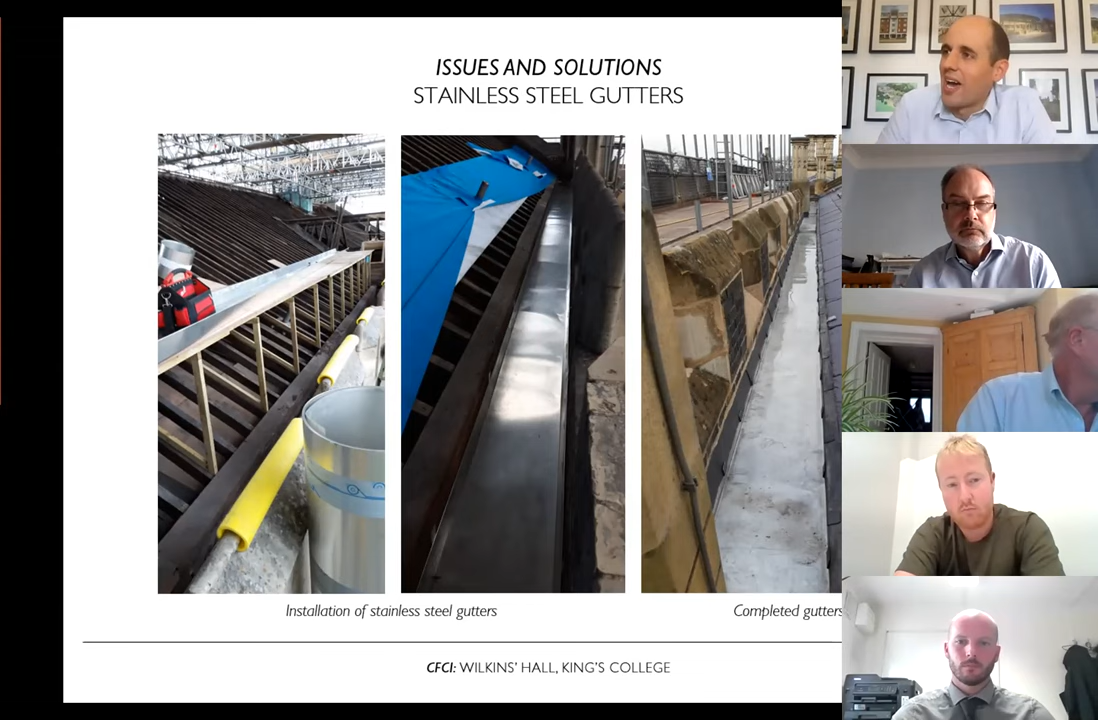 ISSUES AND SOLUTIONS
STAINLESS STEEL GUTTERS
Installation of stainless steel gutters
Completed gutters
CFCI: WILKINS' HALL, KING'S COLLEGE